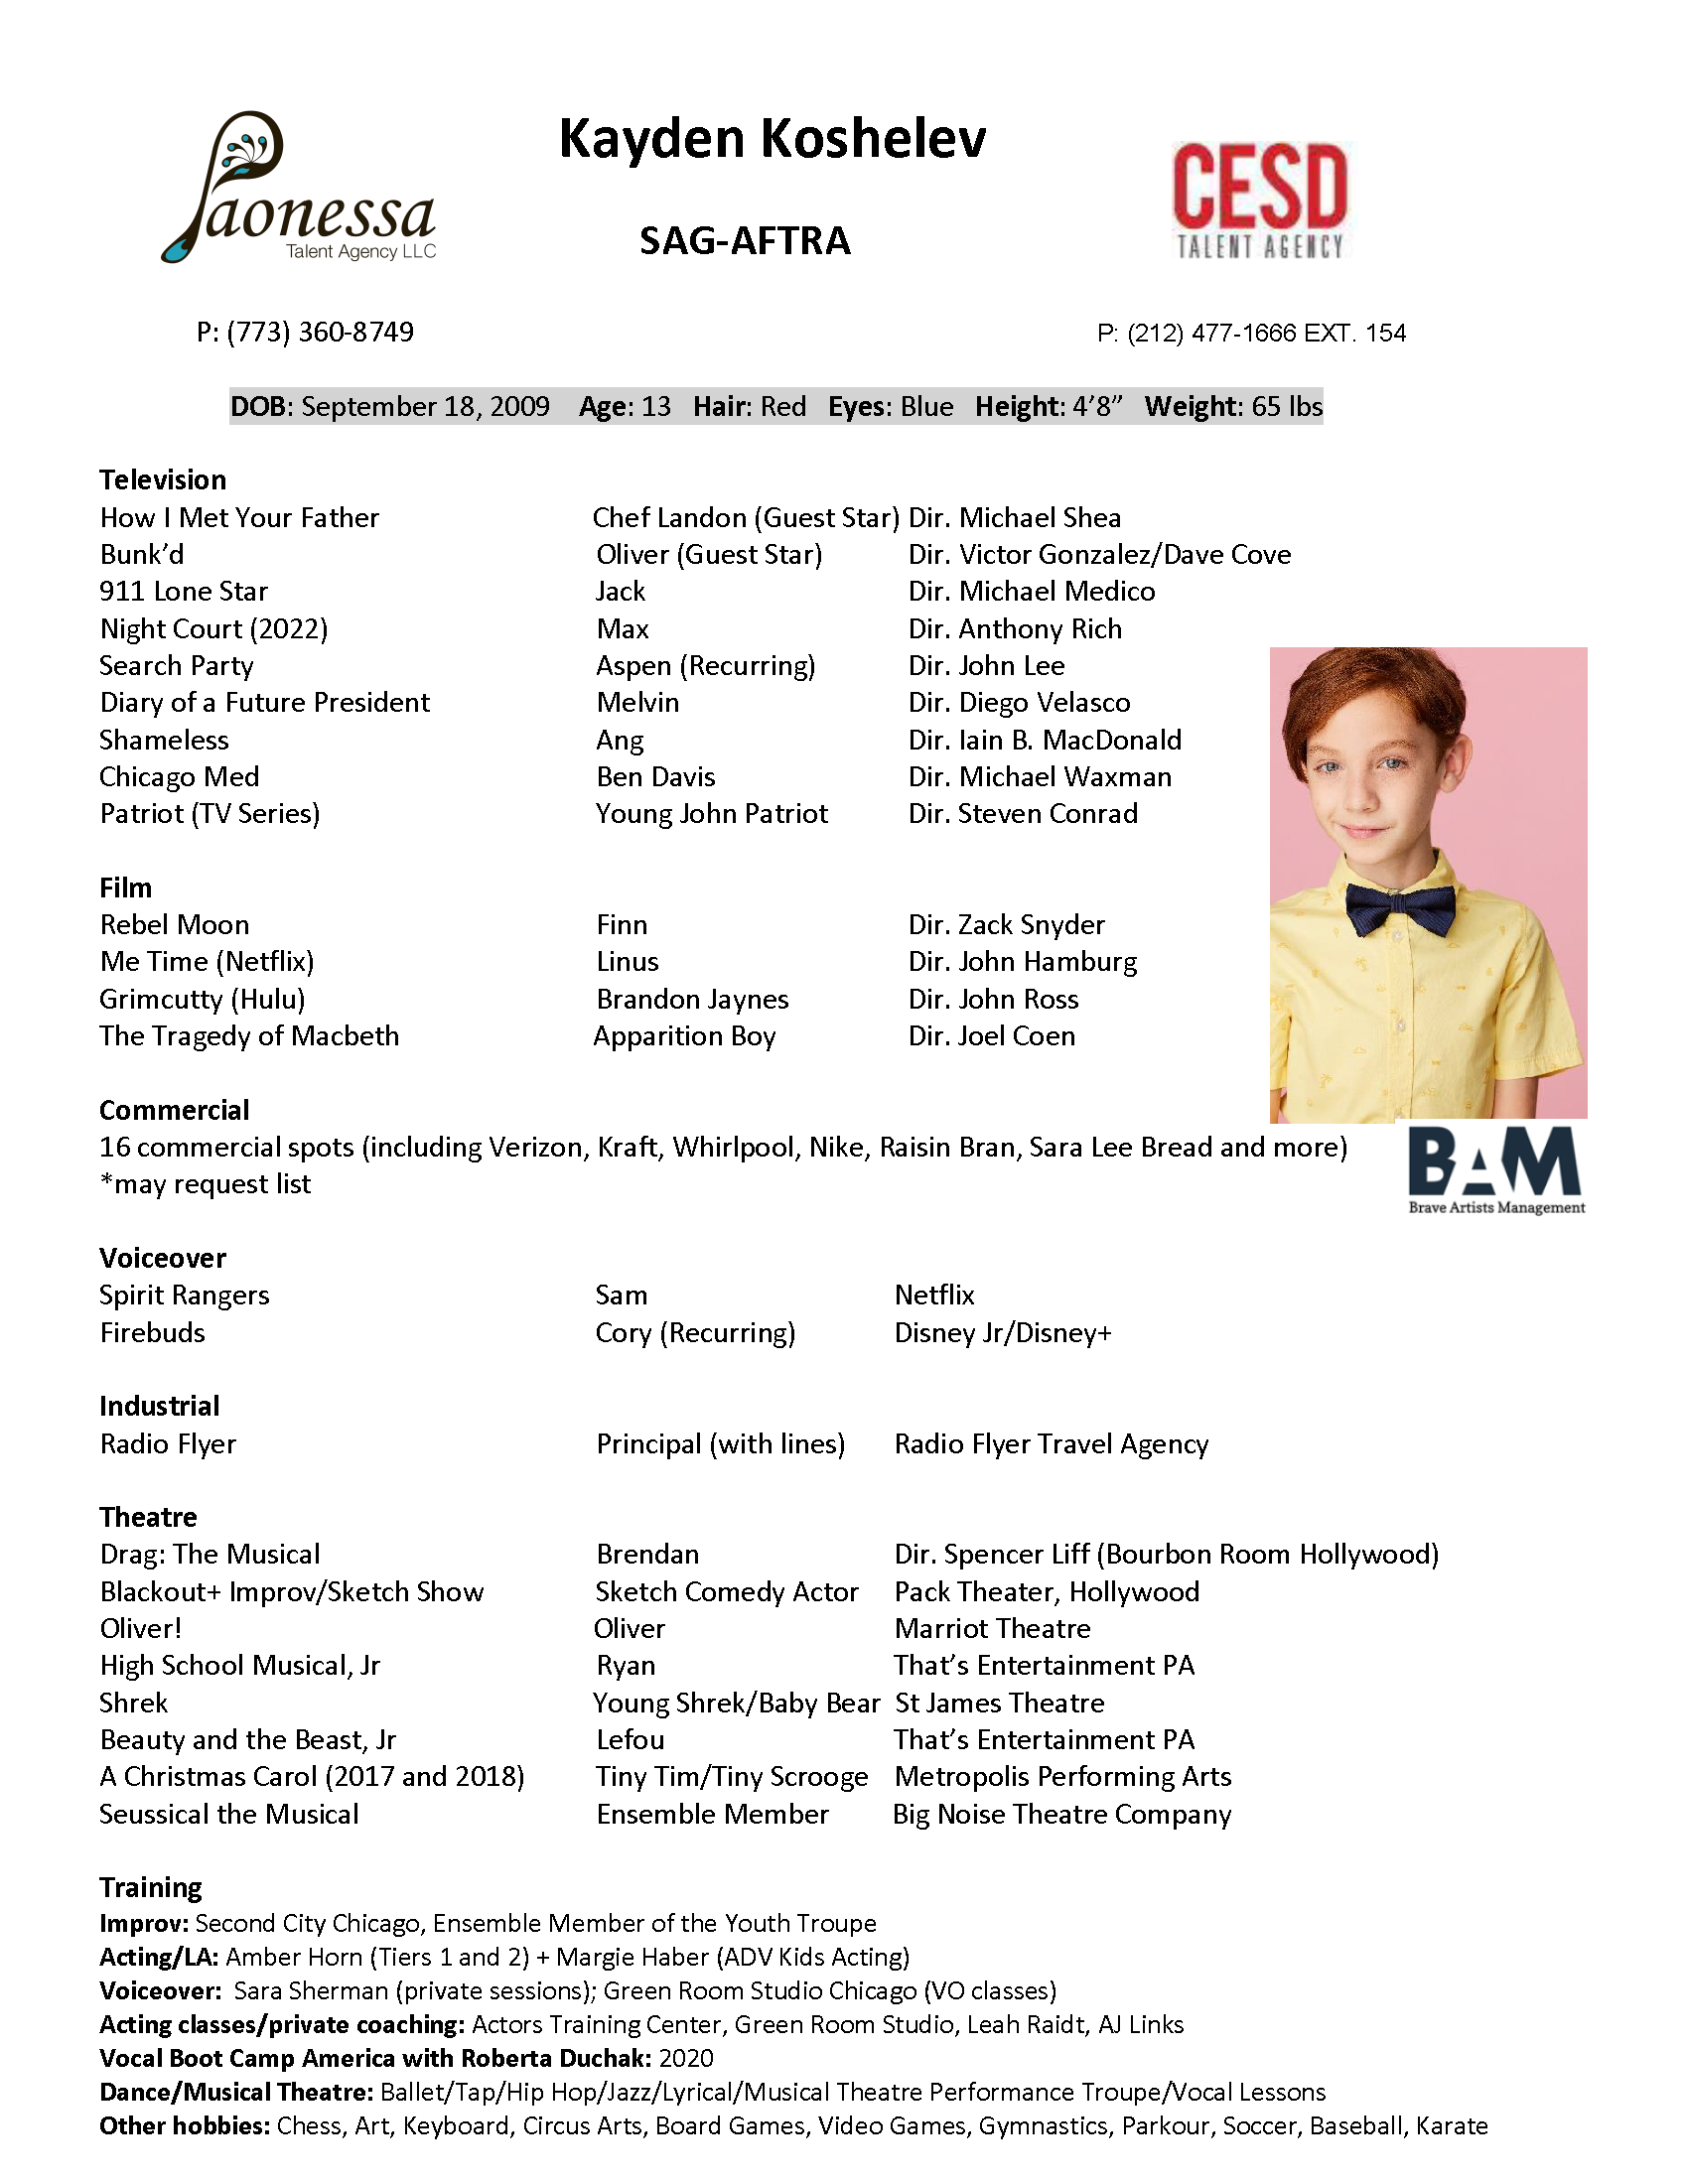 Paonessa
Talent Agency LLC
Kayden Koshelev
SAG-AFTRA
CESD
TALENT AGENCY
P: (773) 360-8749
P: (212) 477-1666 EXT. 154
DOB: September 18, 2009 Age: 13 Hair: Red Eyes: Blue Height: 4’8” Weight: 65 lbs
Television
How I Met Your Father Chef Landon (Guest Star) Dir. Michael Shea
Bunk’d Oliver (Guest Star) Dir. Victor Gonzalez/Dave Cove
911 Lone Star Jack Dir. Michael Medico
Night Court (2022) Max Dir. Anthony Rich
Search Party Aspen (Recurring) Dir. John Lee
Diary of a Future President Melvin Dir. Diego Velasco
Shameless Ang Dir. Iain B. MacDonald
Chicago Med Ben Davis Dir. Michael Waxman
Patriot (TV Series) Young John Patriot Dir. Steven Conrad
Film
Rebel Moon Finn Dir. Zack Snyder
Me Time (Netflix) Linus Dir. John Hamburg
Grimcutty (Hulu) Brandon Jaynes Dir. John Ross
The Tragedy of Macbeth Apparition Boy Dir. Joel Coen
Commercial
16 commercial spots (including Verizon, Kraft, Whirlpool, Nike, Raisin Bran, Sara Lee Bread and more)
*may request list
BAM
Brave Artists Management
Voiceover
Spirit Rangers Sam Netflix
Firebuds Cory (Recurring) Disney Jr/Disney+
Industrial
Radio Flyer Principal (with lines) Radio Flyer Travel Agency
Theatre
Drag: The Musical Brendan Dir. Spencer Liff (Bourbon Room Hollywood)
Blackout+ Improv/Sketch Show Sketch Comedy Actor Pack Theater, Hollywood
Oliver! Oliver Marriot Theatre
High School Musical, Jr Ryan That’s Entertainment PA
Shrek Young Shrek/Baby Bear St James Theatre
Beauty and the Beast, Jr Lefou That’s Entertainment PA
A Christmas Carol (2017 and 2018) Tiny Tim/Tiny Scrooge Metropolis Performing Arts
Seussical the Musical Ensemble Member Big Noise Theatre Company
Training
Improv: Second City Chicago, Ensemble Member of the Youth Troupe
Acting/LA: Amber Horn (Tiers 1 and 2) + Margie Haber (ADV Kids Acting)
Voiceover: Sara Sherman (private sessions); Green Room Studio Chicago (VO classes)
Acting classes/private coaching: Actors Training Center, Green Room Studio, Leah Raidt, AJ Links
Vocal Boot Camp America with Roberta Duchak: 2020
Dance/Musical Theatre: Ballet/Tap/Hip Hop/Jazz/Lyrical/Musical Theatre Performance Troupe/Vocal Lessons
Other hobbies: Chess, Art, Keyboard, Circus Arts, Board Games, Video Games, Gymnastics, Parkour, Soccer, Baseball, Karate